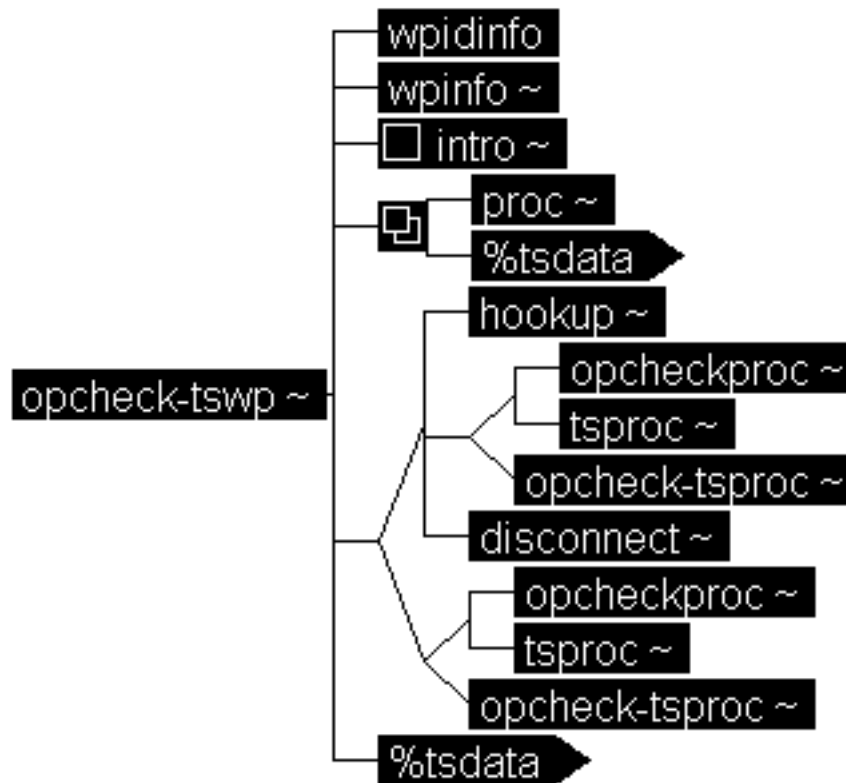 wpidinfo
wpinfo ~
intro ~
proc ~
%tsdata
hookup ~
opcheckproc ~
opcheck-tswp ~
tsproc ~
opcheck-tsproc ~
disconnect ~
opcheckproc ~
tsproc ~
opcheck-tsproc ~
%tsdata